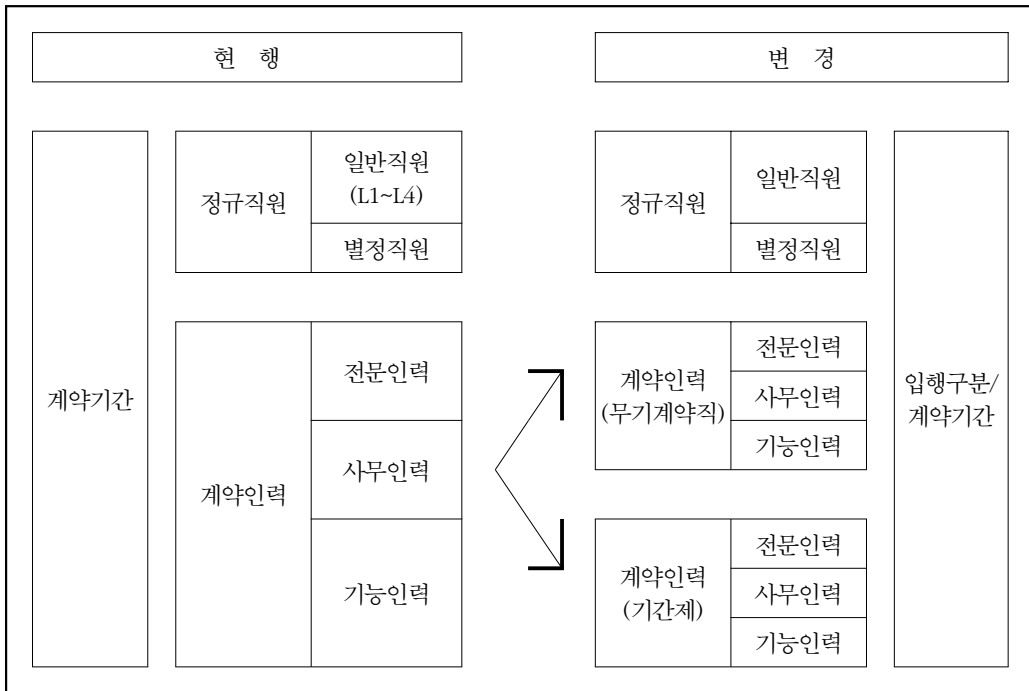 현 행
변 경
계약기간
정규직원
일반직원
(L1~L4)
별정직원
계약인력
전문인력
사무인력
기능인력
정규직원
일반직원
별정직원
계약인력
(무기계약직)
전문인력
사무인력
기능인력
계약인력
(기간제)
전문인력
사무인력
기능인력
입행구분/
계약기간